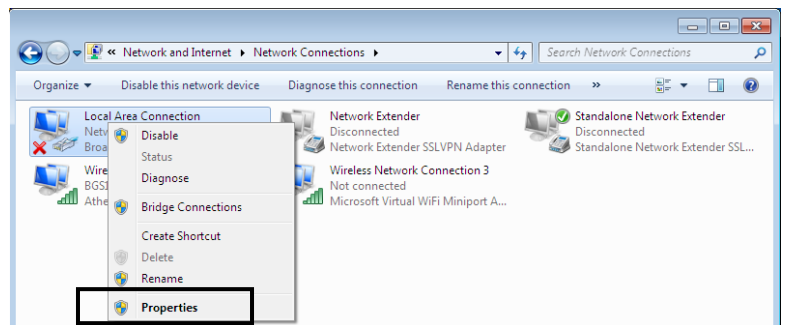 « Network and Internet ▸ Network Connections ▸
Search Network Connections
Organize ▾ Disable this network device Diagnose this connection Rename this connection »
Local Area Connection
Netw
Broa
Network Extender
Disconnected
Network Extender SSLVPN Adapter
Standalone Network Extender
Disconnected
Standalone Network Extender SSL...
Wire
BGSI
Athe
Wireless Network Connection 3
Not connected
Microsoft Virtual WiFi Miniport A...
Disable
Status
Diagnose
Bridge Connections
Create Shortcut
Delete
Rename
Properties